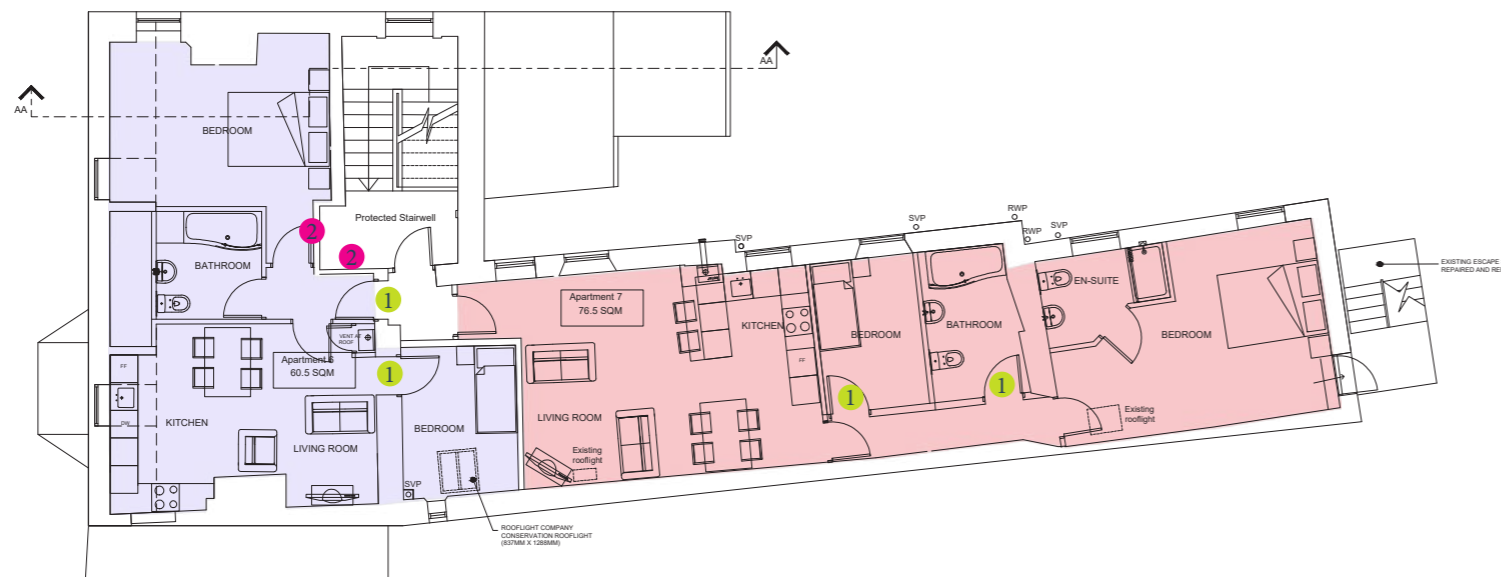 AA
AA
BEDROOM
Protected Stairwell
2
2
BATHROOM
1
VENT AT
ROOF
Apartment 6
60.5 SQM
1
FF
DW
KITCHEN
LIVING ROOM
BEDROOM
SVP
ROOFLIGHT COMPANY
CONSERVATION ROOFLIGHT
(837MM X 1288MM)
Apartment 7
76.5 SQM
SVP
KITCHEN
FF
LIVING ROOM
Existing
rooflight
BEDROOM
1
BATHROOM
1
SVP
RWP
RWP
SVP
EN-SUITE
BEDROOM
Existing
rooflight
EXISTING ESCAPE
REPAIRED AND RE